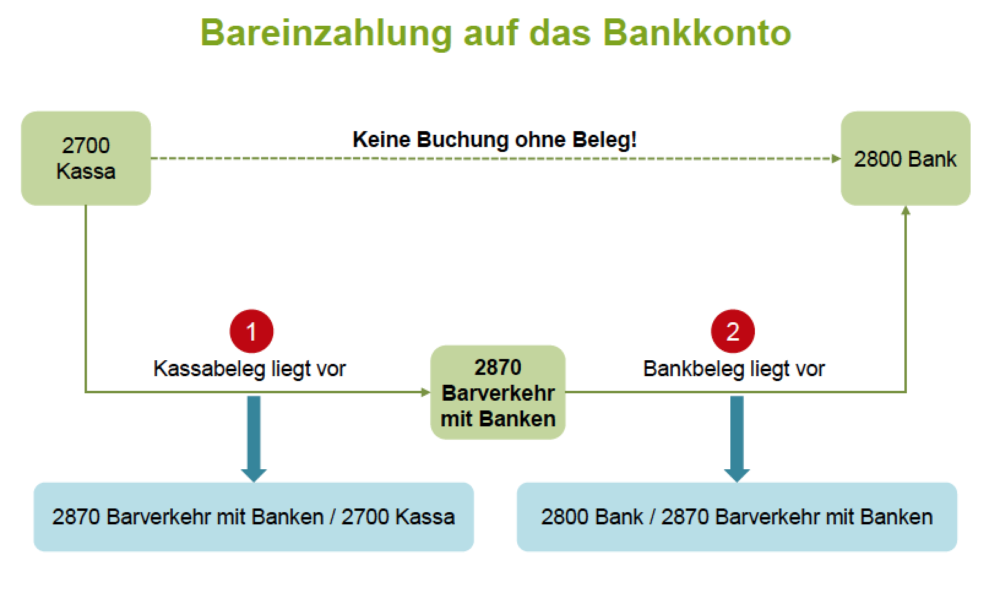 Bareinzahlung auf das Bankkonto
2700
Kassa
Keine Buchung ohne Beleg!
2800 Bank
1
Kassabeleg liegt vor
2870
Barverkehr
mit Banken
2
Bankbeleg liegt vor
2870 Barverkehr mit Banken / 2700 Kassa
2800 Bank / 2870 Barverkehr mit Banken